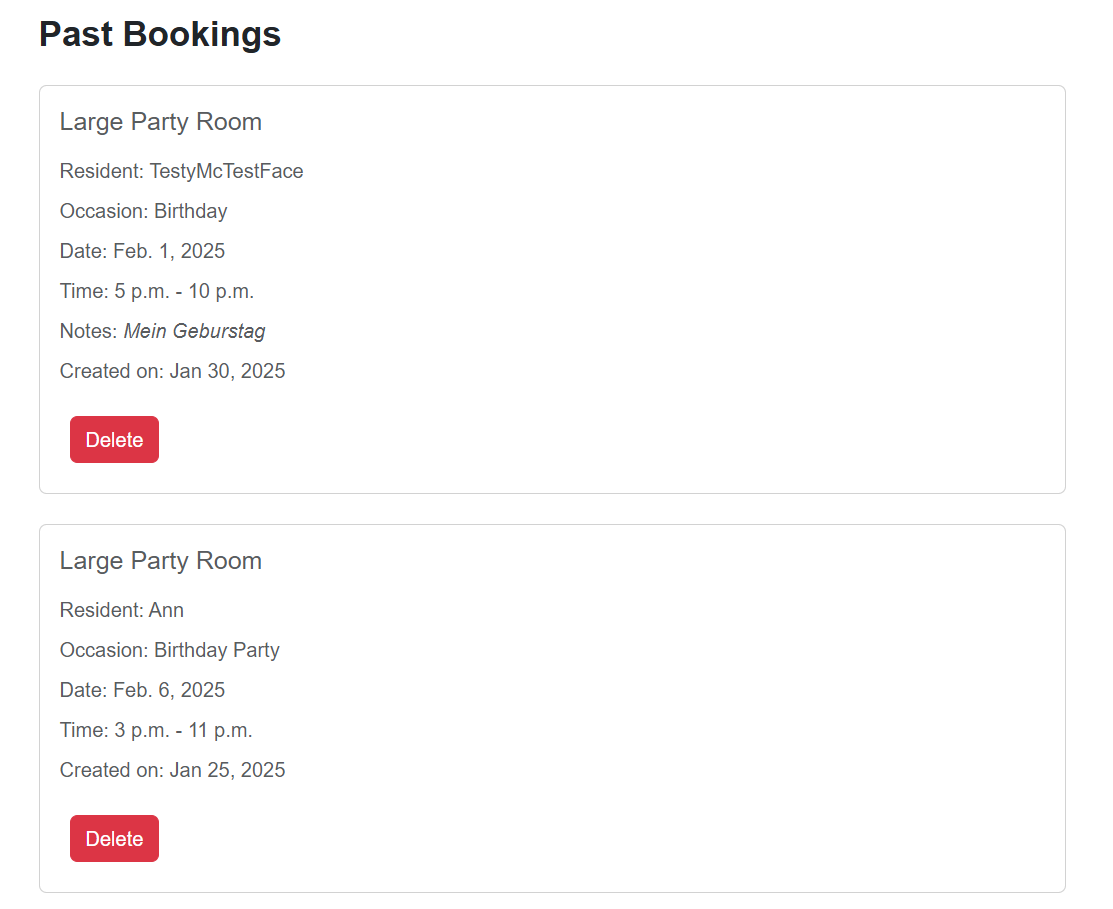 Past Bookings
Large Party Room
Resident: TestyMcTestFace
Occasion: Birthday
Date: Feb. 1, 2025
Time: 5 p.m. - 10 p.m.
Notes: Mein Geburstag
Created on: Jan 30, 2025
Delete
Large Party Room
Resident: Ann
Occasion: Birthday Party
Date: Feb. 6, 2025
Time: 3 p.m. - 11 p.m.
Created on: Jan 25, 2025
Delete